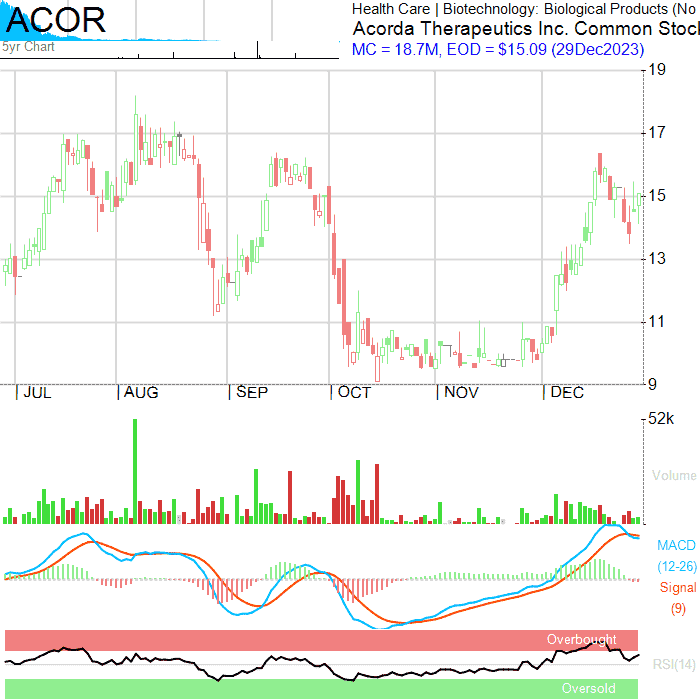 ACOR
5yr Chart
Health Care | Biotechnology: Biological Products (No
Acorda Therapeutics Inc. Common Stoc
MC = 18.7M, EOD = $15.09 (29Dec2023)
19
17
15
13
11
9
JUL AUG SEP OCT NOV DEC
52k
Volume
MACD
(12-26)
Signal
(9)
Overbought
RSI(14)
Oversold